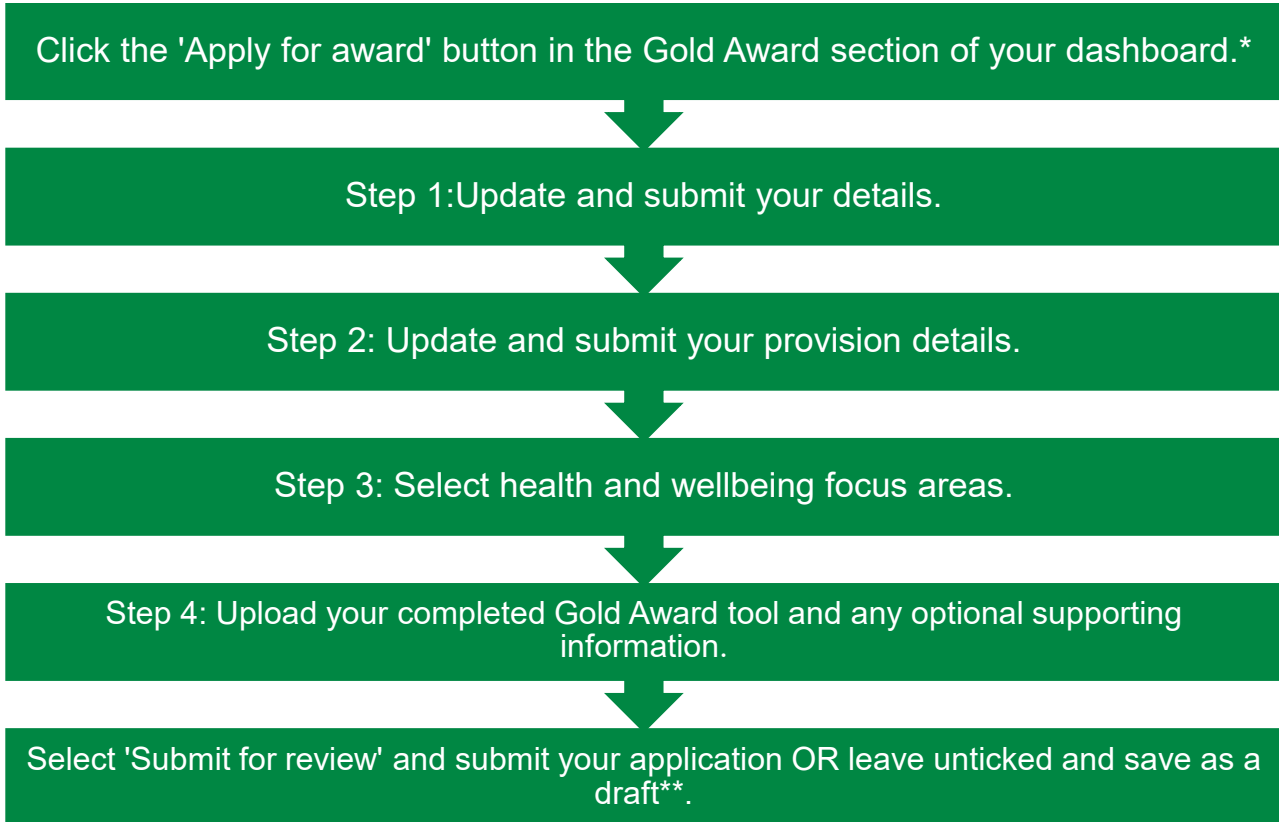 Click the 'Apply for award' button in the Gold Award section of your dashboard.*
Step 1:Update and submit your details.
Step 2: Update and submit your provision details.
Step 3: Select health and wellbeing focus areas.
Step 4: Upload your completed Gold Award tool and any optional supporting
information.
Select 'Submit for review' and submit your application OR leave unticked and save as a
draft**.